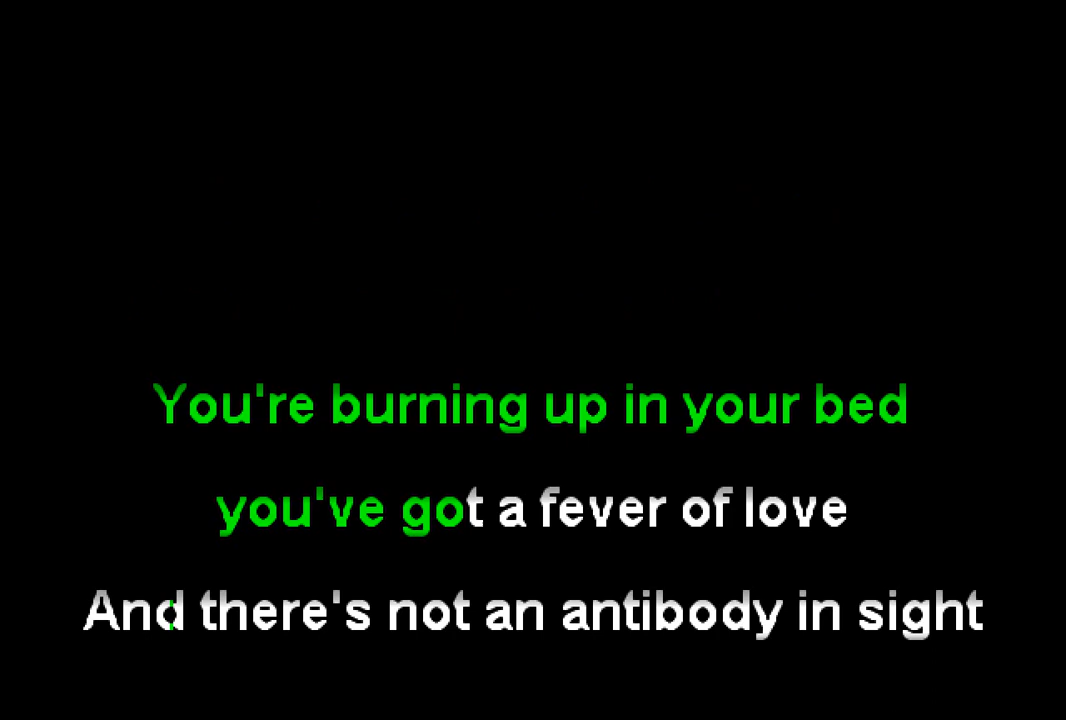 You're burning up in your bed
you've got a fever of love
And there's not an antibody in sight